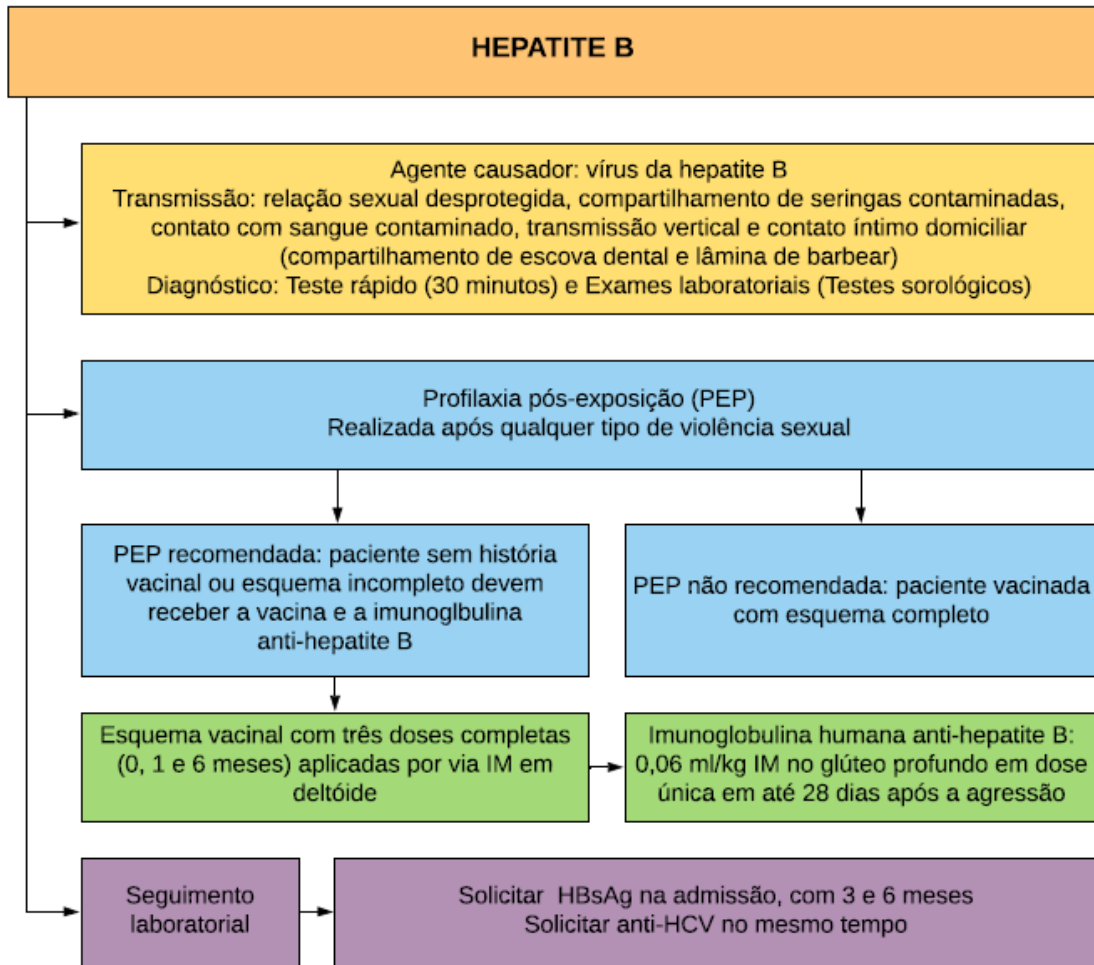 HEPATITE B
Agente causador: vírus da hepatite B
Transmissão: relação sexual desprotegida, compartilhamento de seringas contaminadas,
contato com sangue contaminado, transmissão vertical e contato íntimo domiciliar
(compartilhamento de escova dental e lâmina de barbear)
Diagnóstico: Teste rápido (30 minutos) e Exames laboratoriais (Testes sorológicos)
Profilaxia pós-exposição (PEP)
Realizada após qualquer tipo de violência sexual
PEP recomendada: paciente sem história
vacinal ou esquema incompleto devem
receber a vacina e a imunoglbulina
anti-hepatite B
PEP não recomendada: paciente vacinada
com esquema completo
Esquema vacinal com três doses completas
(0, 1 e 6 meses) aplicadas por via IM em
deltóide
Imunoglobulina humana anti-hepatite B:
0,06 ml/kg IM no glúteo profundo em dose
única em até 28 dias após a agressão
Seguimento
laboratorial
Solicitar HBsAg na admissão, com 3 e 6 meses
Solicitar anti-HCV no mesmo tempo